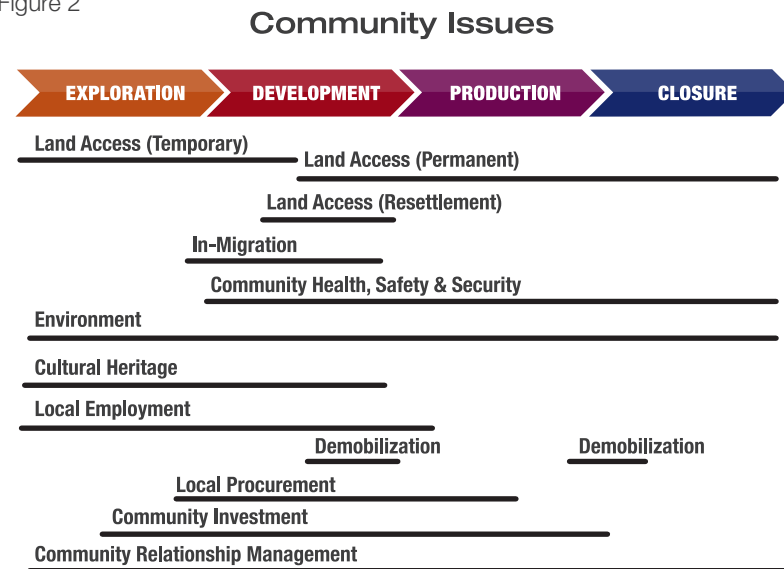 Figure 2
Community Issues
EXPLORATION DEVELOPMENT PRODUCTION CLOSURE
Land Access (Temporary)
Land Access (Permanent)
Land Access (Resettlement)
In-Migration
Community Health, Safety & Security
Environment
Cultural Heritage
Local Employment
Demobilization Demobilization
Local Procurement
Community Investment
Community Relationship Management